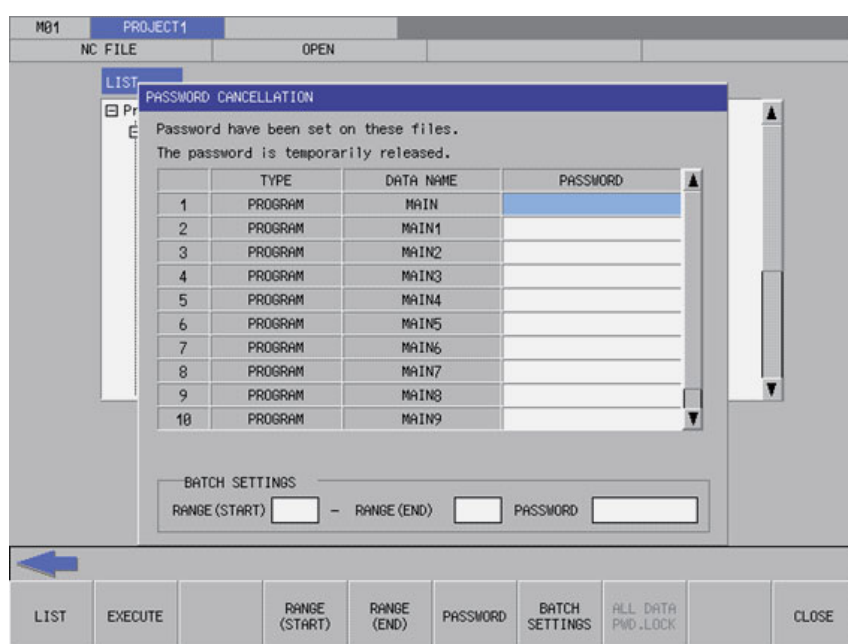 M01 PROJECT1
NC FILE OPEN
LIST
PASSWORD CANCELLATION
Pr
Password have been set on these files.
The password is temporarily released.
TYPE DATA NAME PASSWORD
1 PROGRAM MAIN
2 PROGRAM MAIN1
3 PROGRAM MAIN2
4 PROGRAM MAIN3
5 PROGRAM MAIN4
6 PROGRAM MAIN5
7 PROGRAM MAIN6
8 PROGRAM MAIN7
9 PROGRAM MAIN8
10 PROGRAM MAIN9
BATCH SETTINGS
RANGE(START) - RANGE(END) PASSWORD
LIST EXECUTE RANGE (START) RANGE (END) PASSWORD BATCH SETTINGS ALL DATA PWD.LOCK CLOSE